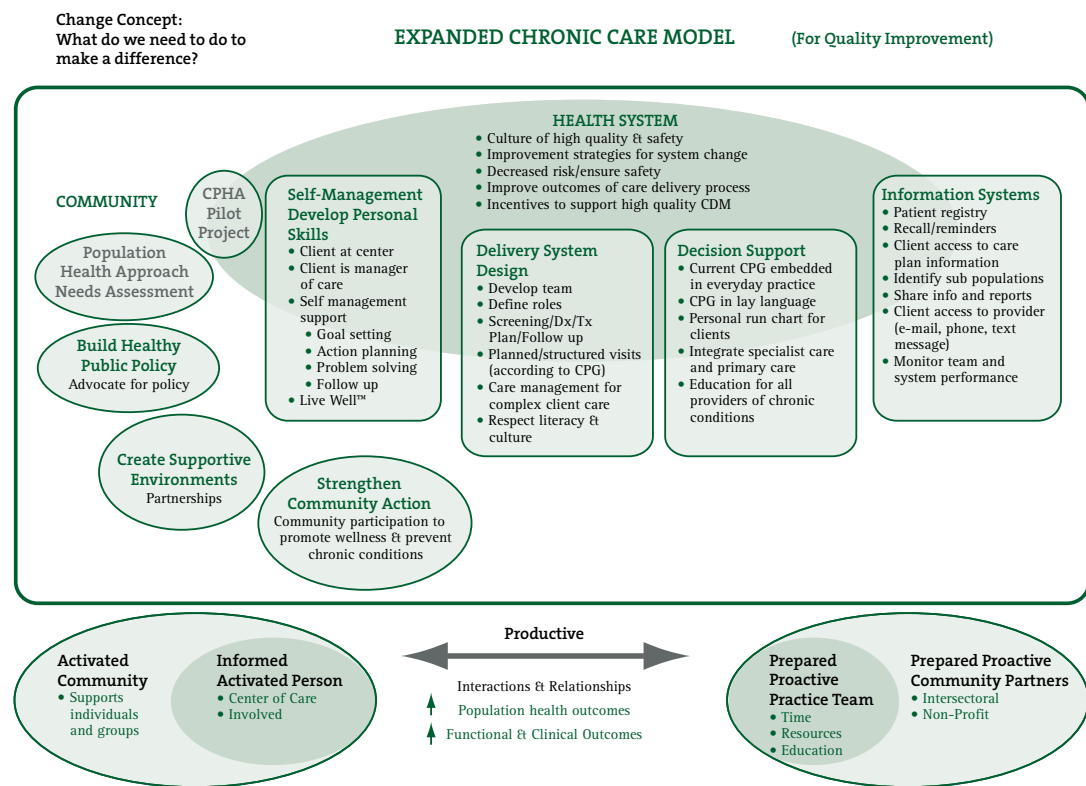 Change Concept:
What do we need to do to
make a difference?
EXPANDED CHRONIC CARE MODEL
(For Quality Improvement)
HEALTH SYSTEM
• Culture of high quality & safety
• Improvement strategies for system change
• Decreased risk/ensure safety
• Improve outcomes of care delivery process
• Incentives to support high quality CDM
COMMUNITY
CPHA
Pilot
Project
Population
Health Approach
Needs Assessment
Build Healthy
Public Policy
Advocate for policy
Create Supportive
Environments
Partnerships
Strengthen
Community Action
Community participation to
promote wellness & prevent
chronic conditions
Self-Management
Develop Personal
Skills
• Client at center
• Client is manager
of care
• Self management
support
• Goal setting
• Action planning
• Problem solving
• Follow up
• Live Well™
Delivery System
Design
• Develop team
• Define roles
• Screening/Dx/Tx
Plan/Follow up
• Planned/structured visits
(according to CPG)
• Care management for
complex client care
• Respect literacy &
culture
Decision Support
• Current CPG embedded
in everyday practice
• CPG in lay language
• Personal run chart for
clients
• Integrate specialist care
and primary care
• Education for all
providers of chronic
conditions
Information Systems
• Patient registry
• Recall/reminders
• Client access to care
plan information
• Identify sub populations
• Share info and reports
• Client access to provider
(e-mail, phone, text
message)
• Monitor team and
system performance
Activated
Community
• Supports
individuals
and groups
Informed
Activated Person
• Center of Care
• Involved
Productive
Interactions & Relationships
Population health outcomes
Functional & Clinical Outcomes
Prepared
Proactive
Practice Team
• Time
• Resources
• Education
Prepared Proactive
Community Partners
• Intersectoral
• Non-Profit